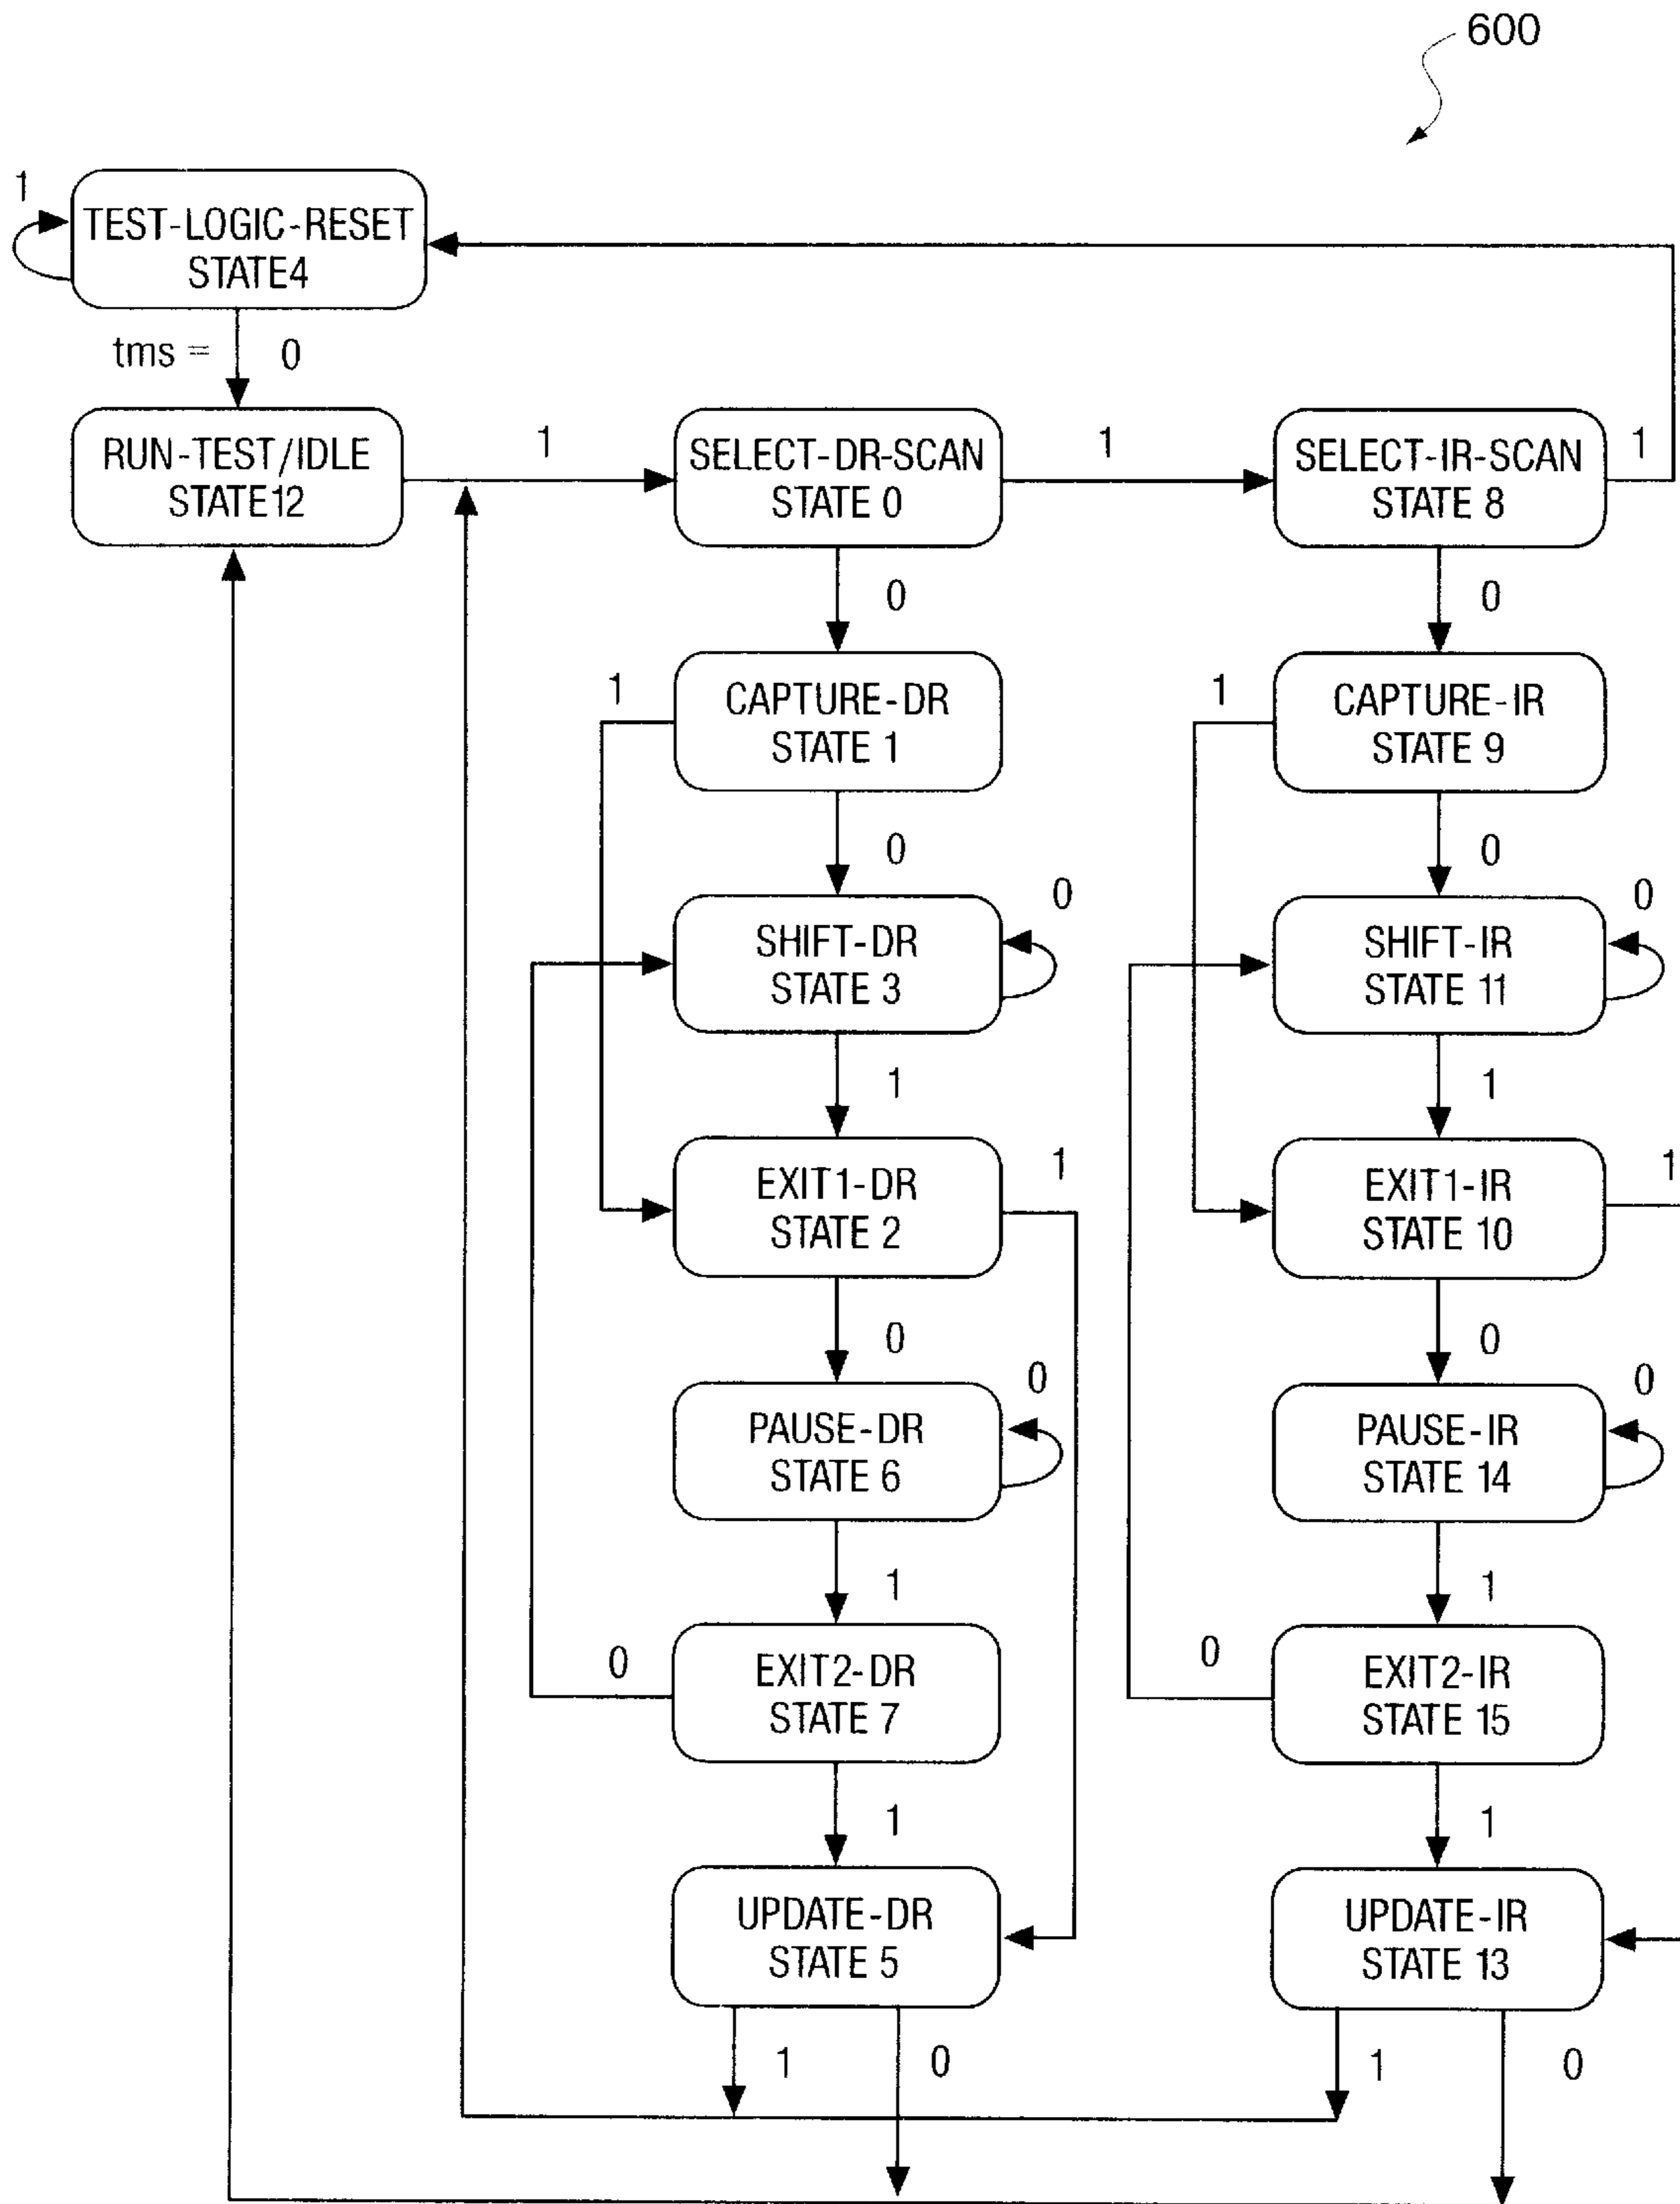 600
1
TEST-LOGIC-RESET
STATE4
tms =
0
RUN-TEST/IDLE
STATE12
1
SELECT-DR-SCAN
STATE 0
1
SELECT-IR-SCAN
STATE 8
1
0
0
1
CAPTURE-DR
STATE 1
1
CAPTURE-IR
STATE 9
0
0
SHIFT-DR
STATE 3
0
SHIFT-IR
STATE 11
0
1
1
EXIT1-DR
STATE 2
1
EXIT1-IR
STATE 10
1
0
0
PAUSE-DR
STATE 6
0
PAUSE-IR
STATE 14
0
1
1
0
EXIT2-DR
STATE 7
0
EXIT2-IR
STATE 15
1
1
UPDATE-DR
STATE 5
UPDATE-IR
STATE 13
1
0
1
0